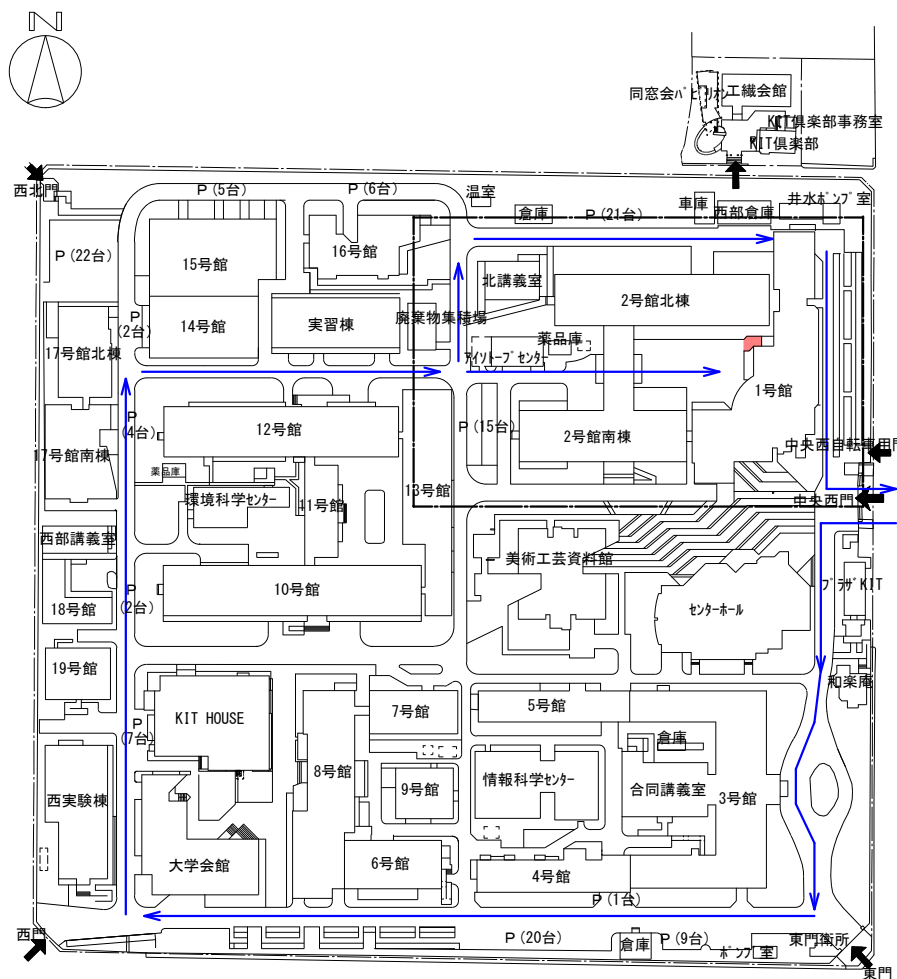 N
同窓会パビリオン
工繊会館
KIT倶楽部事務室
KIT倶楽部
西北門
P (5台)
P (6台)
温室
倉庫
P (21台)
車庫
西部倉庫
井水ポンプ室
P (22台)
15号館
16号館
北講義室
2号館北棟
P
(2台)
14号館
実習棟
廃棄物集積場
薬品庫
アイソトープセンター
17号館北棟
1号館
P
(4台)
12号館
P (15台)
2号館南棟
中央西自転車用門
17号館南棟
薬品庫
環境科学センター
11号館
13号館
中央西門
西部講義室
美術工芸資料館
10号館
P
(2台)
18号館
センターホール
プラザKIT
19号館
和楽庵
KIT HOUSE
7号館
5号館
P
(7台)
倉庫
8号館
9号館
情報科学センター
合同講義室
3号館
西実験棟
大学会館
6号館
4号館
P (1台)
西門
P (20台)
倉庫
P (9台)
ポンプ室
東門衛所
東門